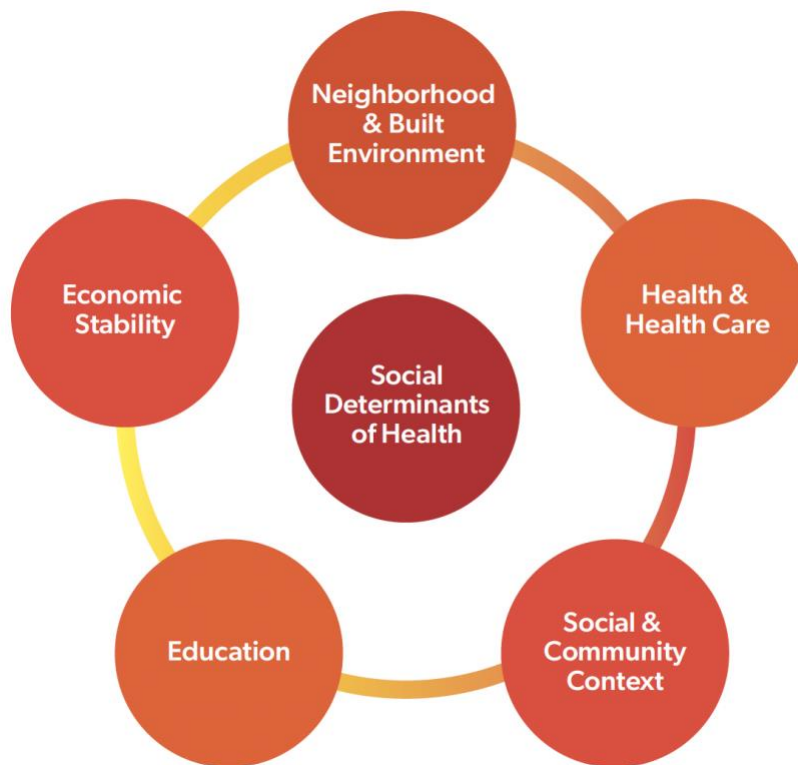 Neighborhood
& Built
Environment
Economic
Stability
Health &
Health Care
Social
Determinants
of Health
Education
Social &
Community
Context